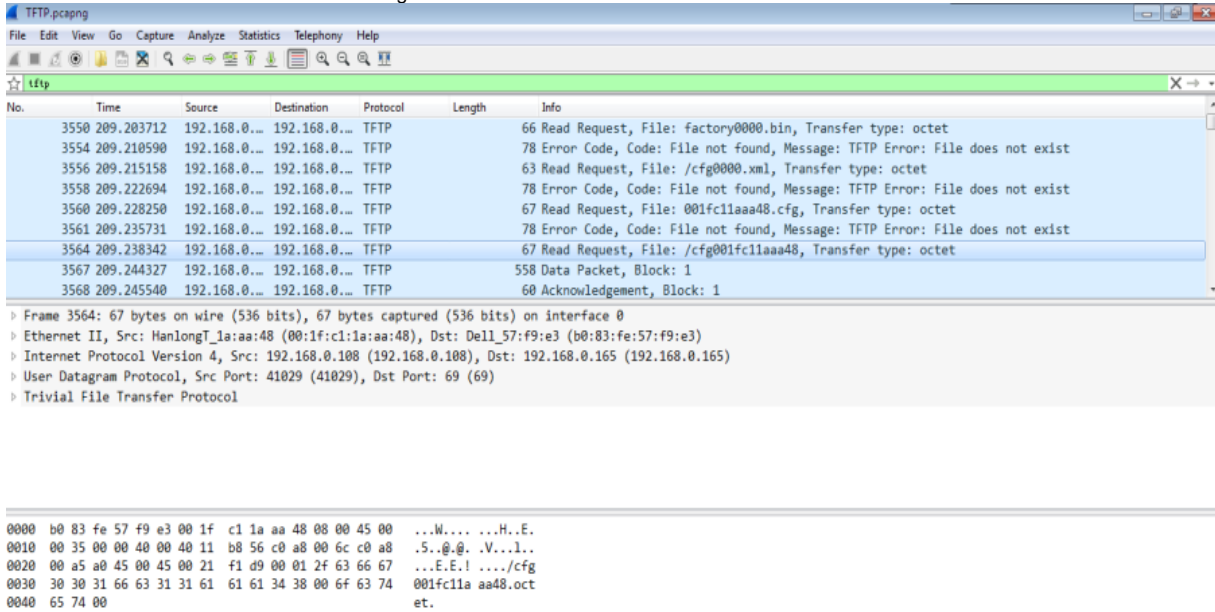 TFTP.pcapng
File Edit View Go Capture Analyze Statistics Telephony Help
tftp
No. Time Source Destination Protocol Length Info
3550 209.203712 192.168.0.… 192.168.0.… TFTP 66 Read Request, File: factory0000.bin, Transfer type: octet
3554 209.210590 192.168.0.… 192.168.0.… TFTP 78 Error Code, Code: File not found, Message: TFTP Error: File does not exist
3556 209.215158 192.168.0.… 192.168.0.… TFTP 63 Read Request, File: /cfg0000.xml, Transfer type: octet
3558 209.222694 192.168.0.… 192.168.0.… TFTP 78 Error Code, Code: File not found, Message: TFTP Error: File does not exist
3560 209.228250 192.168.0.… 192.168.0.… TFTP 67 Read Request, File: 001fc11aaa48.cfg, Transfer type: octet
3561 209.235731 192.168.0.… 192.168.0.… TFTP 78 Error Code, Code: File not found, Message: TFTP Error: File does not exist
3564 209.238342 192.168.0.… 192.168.0.… TFTP 67 Read Request, File: /cfg001fc11aaa48, Transfer type: octet
3567 209.244327 192.168.0.… 192.168.0.… TFTP 558 Data Packet, Block: 1
3568 209.245540 192.168.0.… 192.168.0.… TFTP 60 Acknowledgement, Block: 1
Frame 3564: 67 bytes on wire (536 bits), 67 bytes captured (536 bits) on interface 0
Ethernet II, Src: HanlongT_1a:aa:48 (00:1f:c1:1a:aa:48), Dst: Dell_57:f9:e3 (b0:83:fe:57:f9:e3)
Internet Protocol Version 4, Src: 192.168.0.108 (192.168.0.108), Dst: 192.168.0.165 (192.168.0.165)
User Datagram Protocol, Src Port: 41029 (41029), Dst Port: 69 (69)
Trivial File Transfer Protocol
0000 b0 83 fe 57 f9 e3 00 1f c1 1a aa 48 08 00 45 00 ...W.... ...H..E.
0010 00 35 00 00 40 00 40 11 b8 56 c0 a8 00 6c c0 a8 .5..@.@. .V...l..
0020 00 a5 a0 45 00 45 00 21 f1 d9 00 01 2f 63 66 67 ...E.E.! ..../cfg
0030 30 30 31 66 63 31 31 61 61 61 34 38 00 6f 63 74 001fc11a aa48.oct
0040 65 74 00 et.